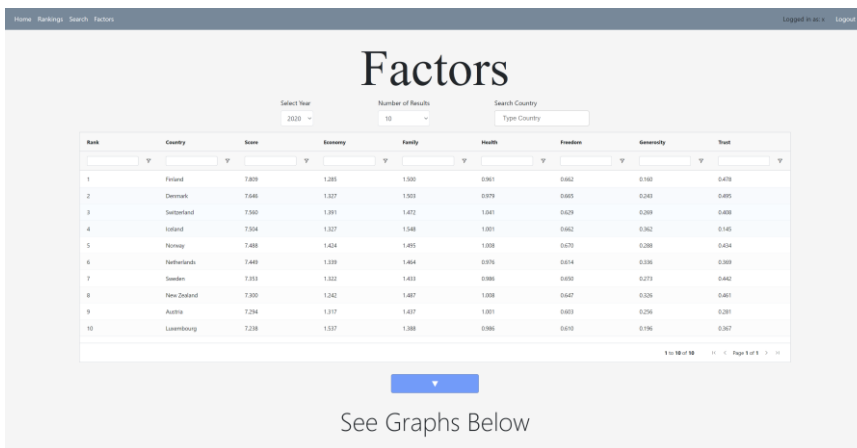 Home Rankings Search Factors Logged in as: x Logout
Factors
Select Year Number of Results Search Country
2020 10 Type Country
Rank Country Score Economy Family Health Freedom Generosity Trust
1 Finland 7.809 1.285 1.500 0.961 0.662 0.160 0.478
2 Denmark 7.646 1.327 1.503 0.979 0.665 0.243 0.495
3 Switzerland 7.560 1.391 1.472 1.041 0.629 0.269 0.408
4 Iceland 7.504 1.327 1.548 1.001 0.662 0.362 0.145
5 Norway 7.488 1.424 1.495 1.008 0.670 0.288 0.434
6 Netherlands 7.449 1.339 1.464 0.976 0.614 0.336 0.369
7 Sweden 7.353 1.322 1.433 0.986 0.650 0.273 0.442
8 New Zealand 7.300 1.242 1.487 1.008 0.647 0.326 0.461
9 Austria 7.294 1.317 1.437 1.001 0.603 0.256 0.281
10 Luxembourg 7.238 1.537 1.388 0.986 0.610 0.196 0.367
1 to 10 of 10 Page 1 of 1
See Graphs Below